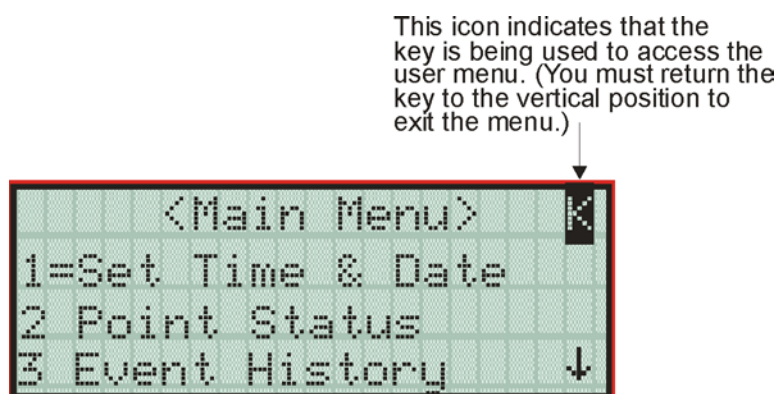 This icon indicates that the
key is being used to access the
user menu. (You must return the
key to the vertical position to
exit the menu.)
<Main Menu> K
1=Set Time & Date
2 Point Status
3 Event History ↓